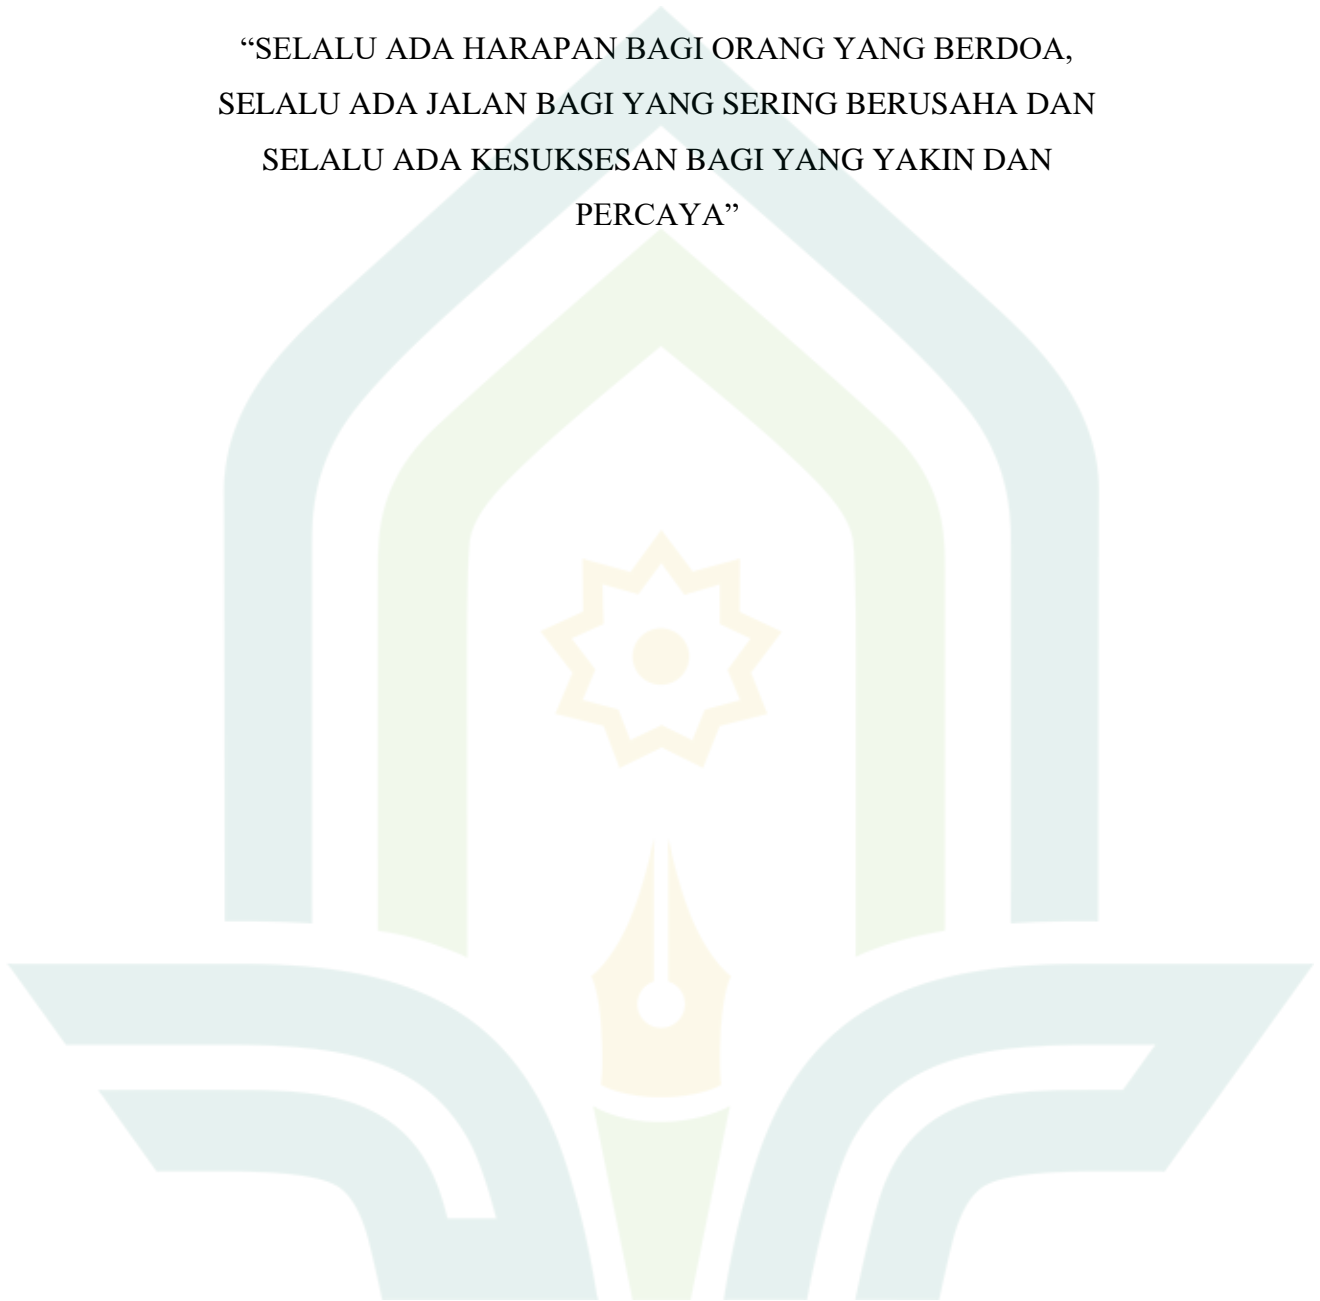 “SELALU ADA HARAPAN BAGI ORANG YANG BERDOA,
SELALU ADA JALAN BAGI YANG SERING BERUSAHA DAN
SELALU ADA KESUKSESAN BAGI YANG YAKIN DAN
PERCAYA”